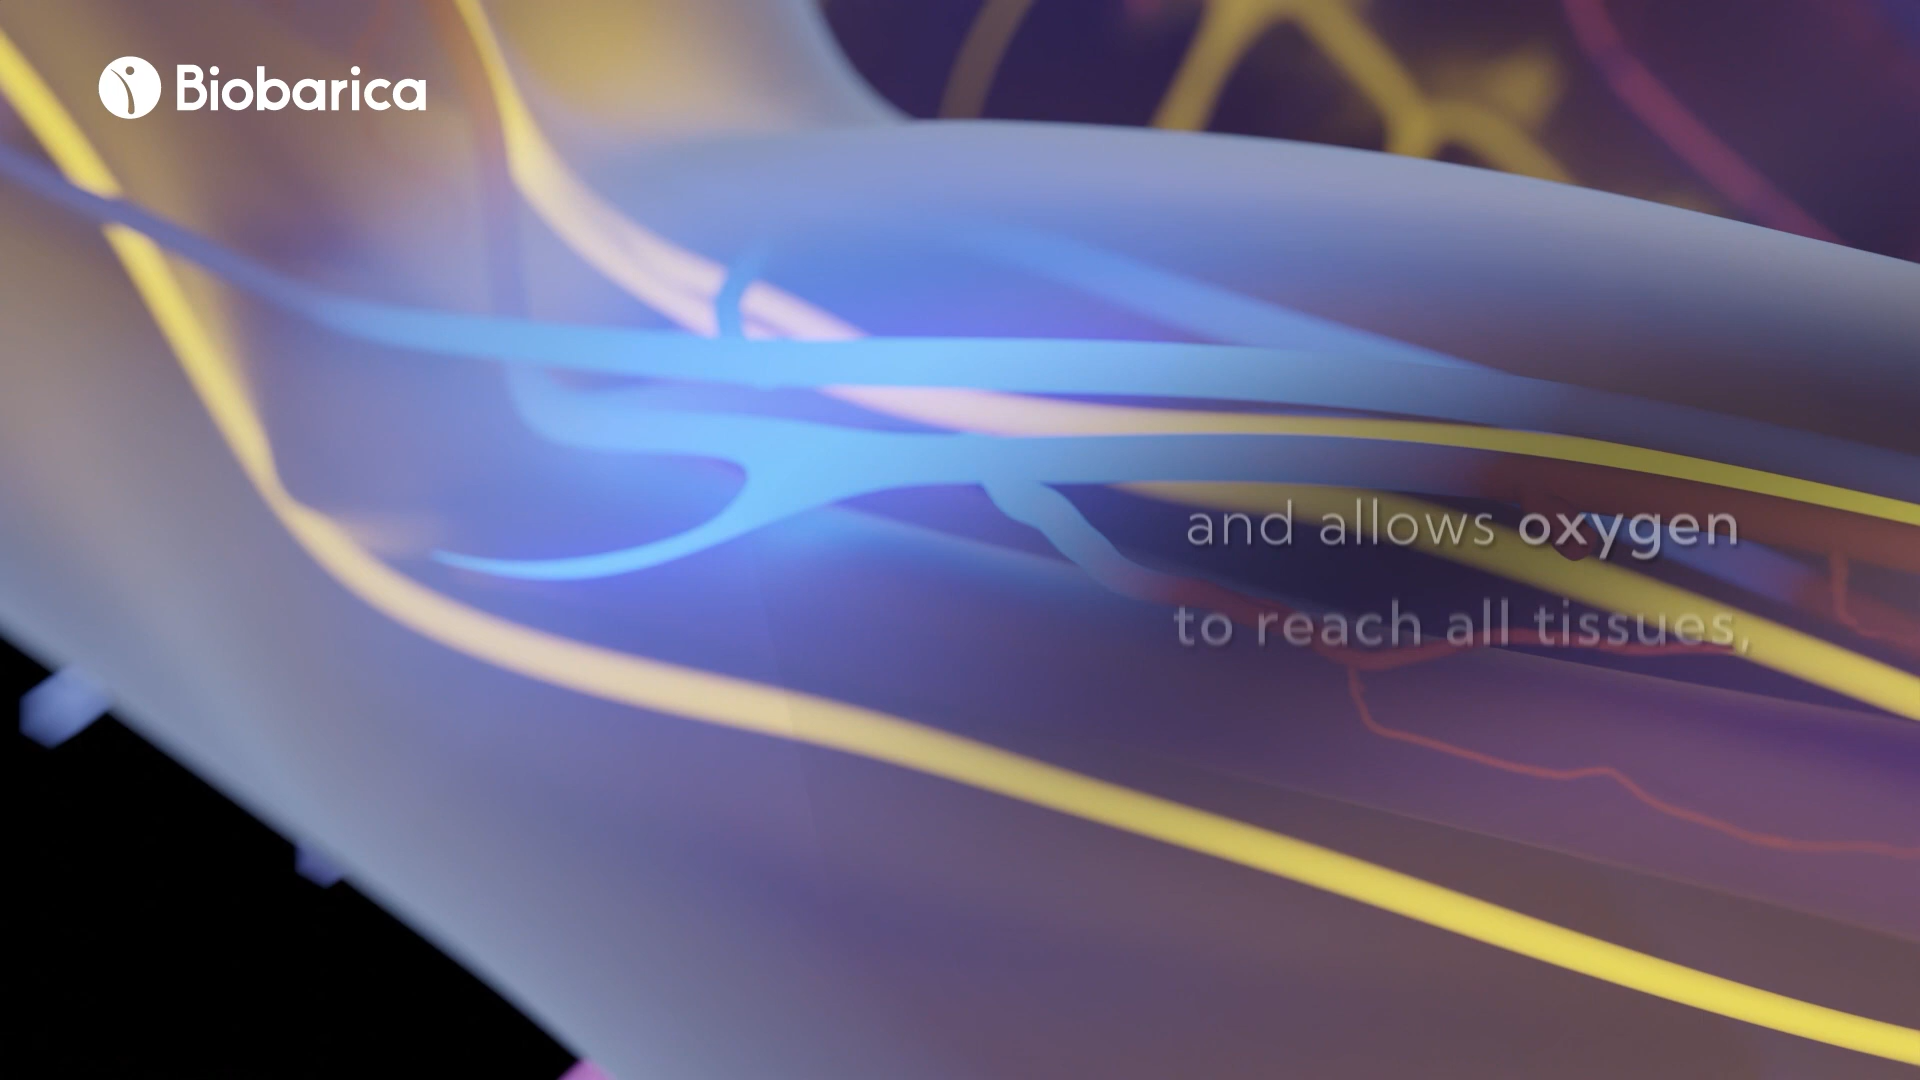 Biobarica
and allows oxygen
to reach all tissues,